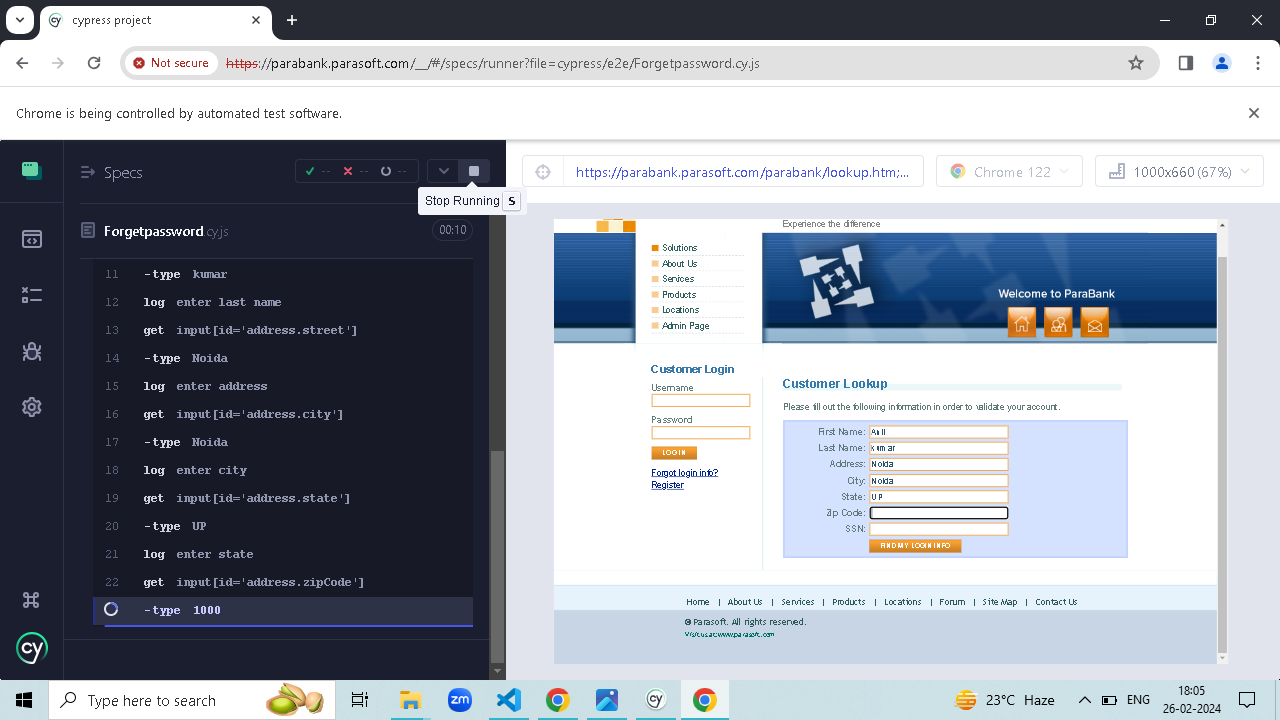 cypress project
Not secure
https://parabank.parasoft.com/__/#/specs/runner?file=cypress/e2e/Forgetpassword.cy.js
Chrome is being controlled by automated test software.
Specs
-- -- --
Stop Running S
https://parabank.parasoft.com/parabank/lookup.htm;...
Chrome 122
1000x660 (67%)
Forgetpassword.cy.js
00:10
11 -type kumar
12 log enter last name
13 get input[id='address.street']
14 -type Noida
15 log enter address
16 get input[id='address.city']
17 -type Noida
18 log enter city
19 get input[id='address.state']
20 -type UP
21 log enter state
22 get input[id='address.zipCode']
-type 1000
cy
Experience the difference
Solutions
About Us
Services
Products
Locations
Admin Page
Welcome to ParaBank
Customer Login
Username
Password
LOGIN
Forgot login info?
Register
Customer Lookup
Please fill out the following information in order to validate your account.
First Name: Anil
Last Name: kumar
Address: Noida
City: Noida
State: UP
Zip Code:
SSN:
FIND MY LOGIN INFO
Home | About Us | Services | Products | Locations | Forum | Site Map | Contact Us
© Parasoft. All rights reserved.
Visit us at:www.parasoft.com
Type here to search
zm
cy
23°C Haze
ENG
18:05
26-02-2024